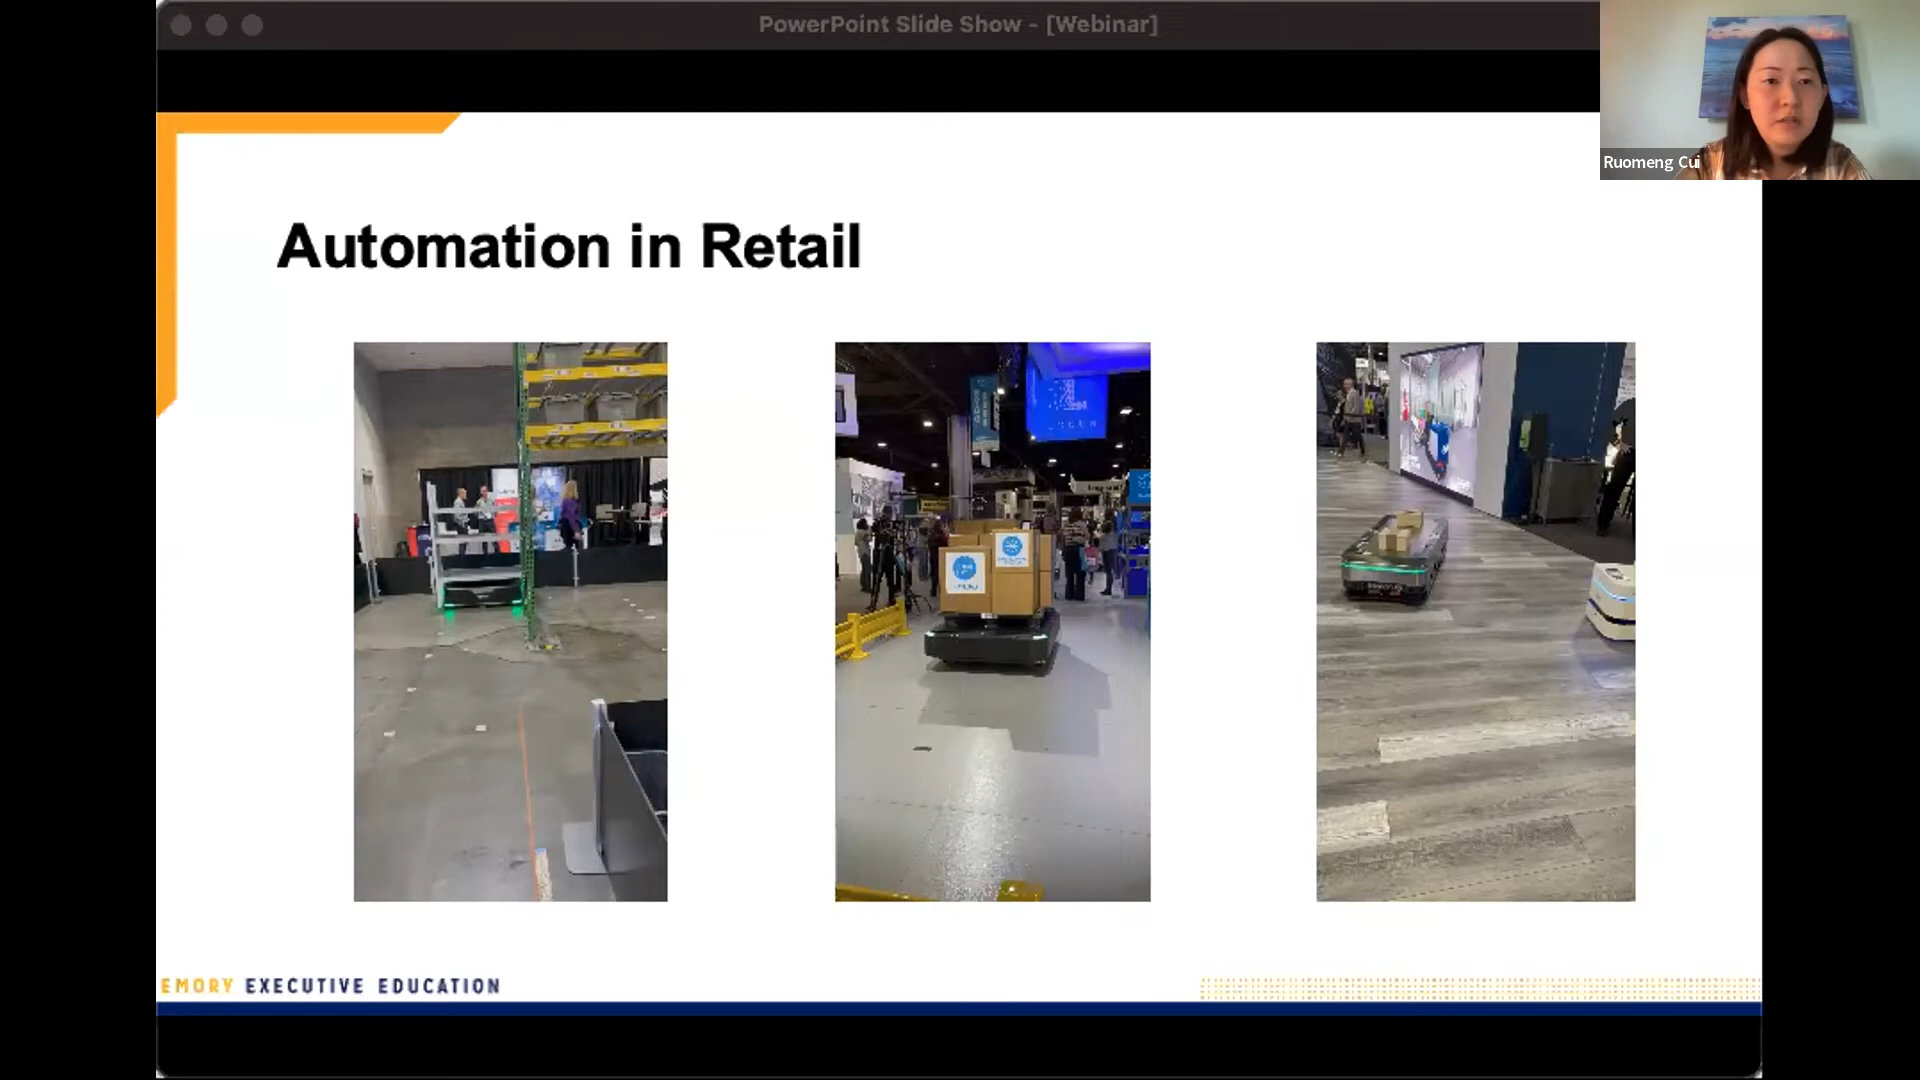 PowerPoint Slide Show - [Webinar]
Ruomeng Cui
Automation in Retail
EMORY EXECUTIVE EDUCATION